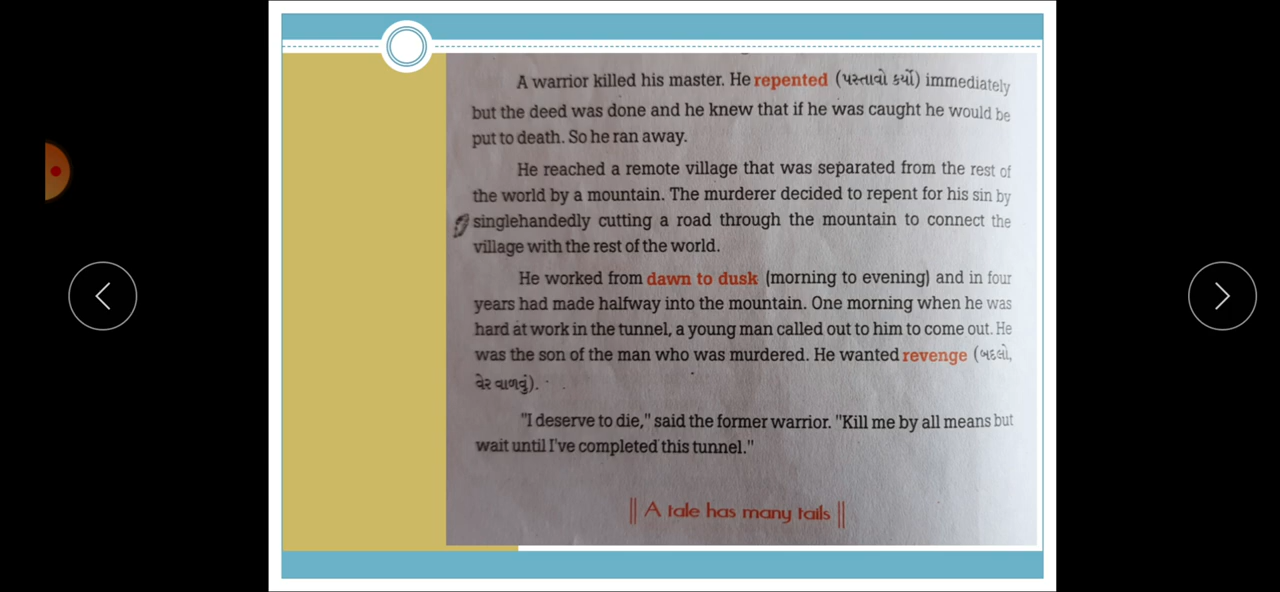 A warrior killed his master. He repented (પસ્તાવો કર્યો) immediately
but the deed was done and he knew that if he was caught he would be
put to death. So he ran away.
He reached a remote village that was separated from the rest of
the world by a mountain. The murderer decided to repent for his sin by
singlehandedly cutting a road through the mountain to connect the
village with the rest of the world.
He worked from dawn to dusk (morning to evening) and in four
years had made halfway into the mountain. One morning when he was
hard at work in the tunnel, a young man called out to him to come out. He
was the son of the man who was murdered. He wanted revenge (બદલો,
વેર વાળવું).
"I deserve to die," said the former warrior. "Kill me by all means but
wait until I've completed this tunnel."
|| A tale has many tails ||